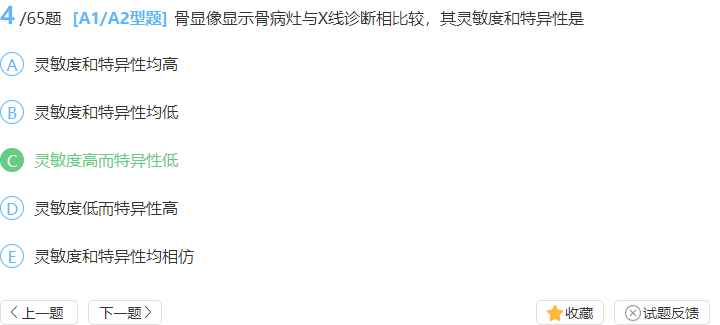 4/65题 [A1/A2型题] 骨显像显示骨病灶与X线诊断相比较，其灵敏度和特异性是
A 灵敏度和特异性均高
B 灵敏度和特异性均低
C 灵敏度高而特异性低
D 灵敏度低而特异性高
E 灵敏度和特异性均相仿
上一题 下一题 收藏 试题反馈